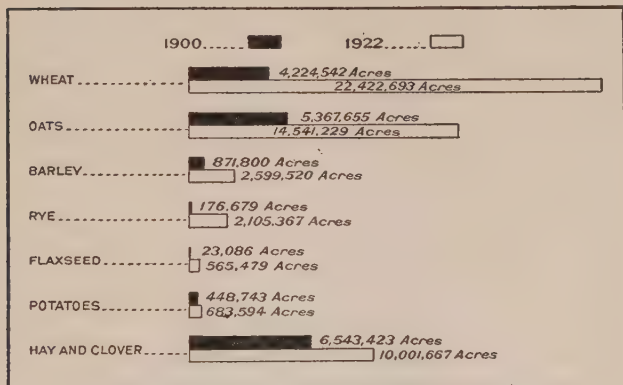 1900...... 1922......
WHEAT........... 4,224,542 Acres
22,422,693 Acres
OATS............. 5,367,655 Acres
14,541,229 Acres
BARLEY.......... 871,800 Acres
2,599,520 Acres
RYE............... 176,679 Acres
2,105,367 Acres
FLAXSEED........ 23,086 Acres
565,479 Acres
POTATOES........ 448,743 Acres
683,594 Acres
HAY AND CLOVER..... 6,543,423 Acres
10,001,667 Acres